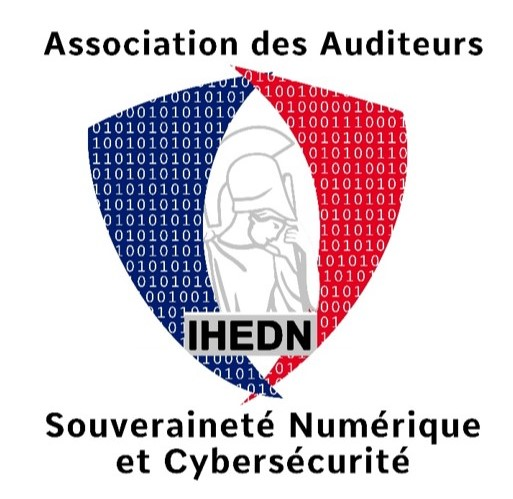 Association des Auditeurs
IHEDN
Souveraineté Numérique
et Cybersécurité